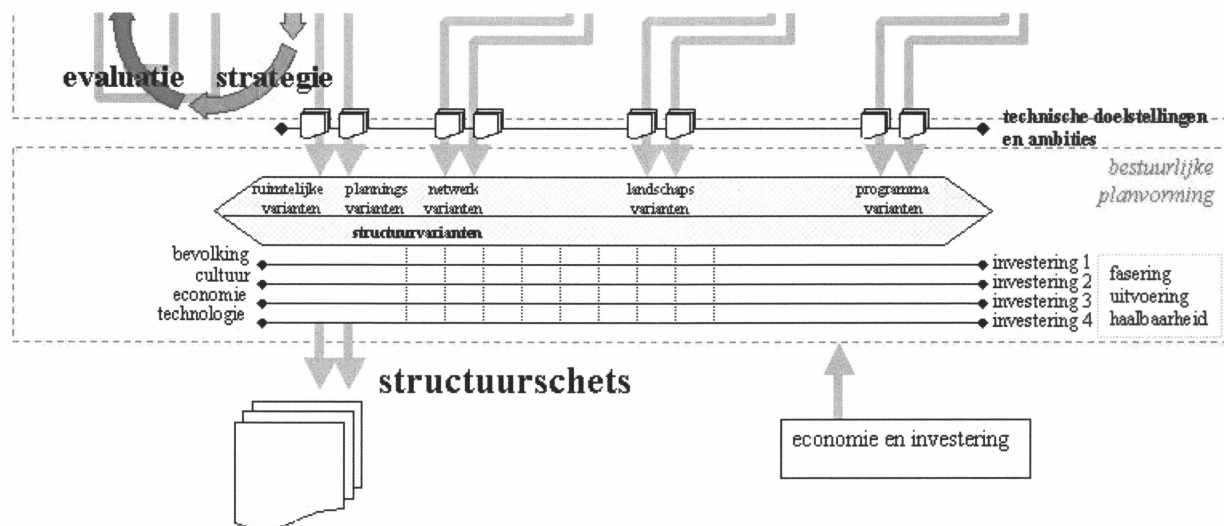 evaluatie strategie
technische doelstellingen
en ambities
bestuurlijke
planvorming
ruimtelijke plannings netwerk landschaps programma
varianten varianten varianten varianten varianten
structuurvarianten
bevolking
cultuur
economie
technologie
investering 1
investering 2
investering 3
investering 4
fasering
uitvoering
haalbaarheid
structuurschets
economie en investering